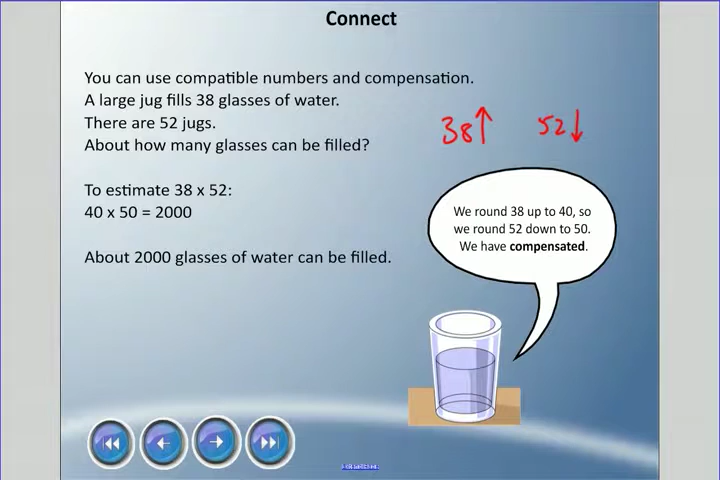 Connect
You can use compatible numbers and compensation.
A large jug fills 38 glasses of water.
There are 52 jugs.
About how many glasses can be filled?
38↑ 52↓
To estimate 38 x 52:
40 x 50 = 2000
About 2000 glasses of water can be filled.
We round 38 up to 40, so
we round 52 down to 50.
We have compensated.